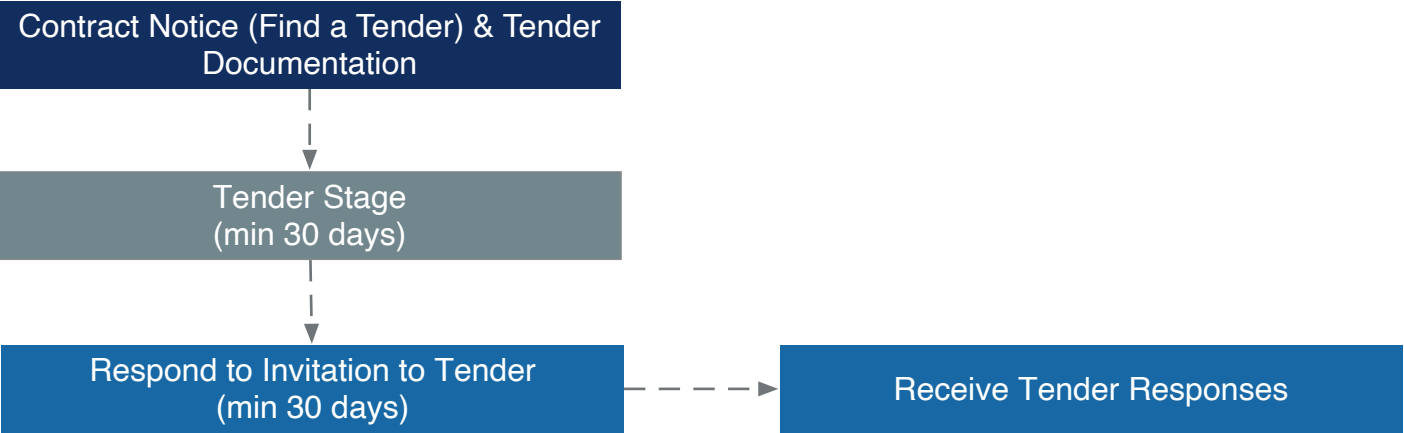 Contract Notice (Find a Tender) & Tender
Documentation
Tender Stage
(min 30 days)
Respond to Invitation to Tender
(min 30 days)
Receive Tender Responses